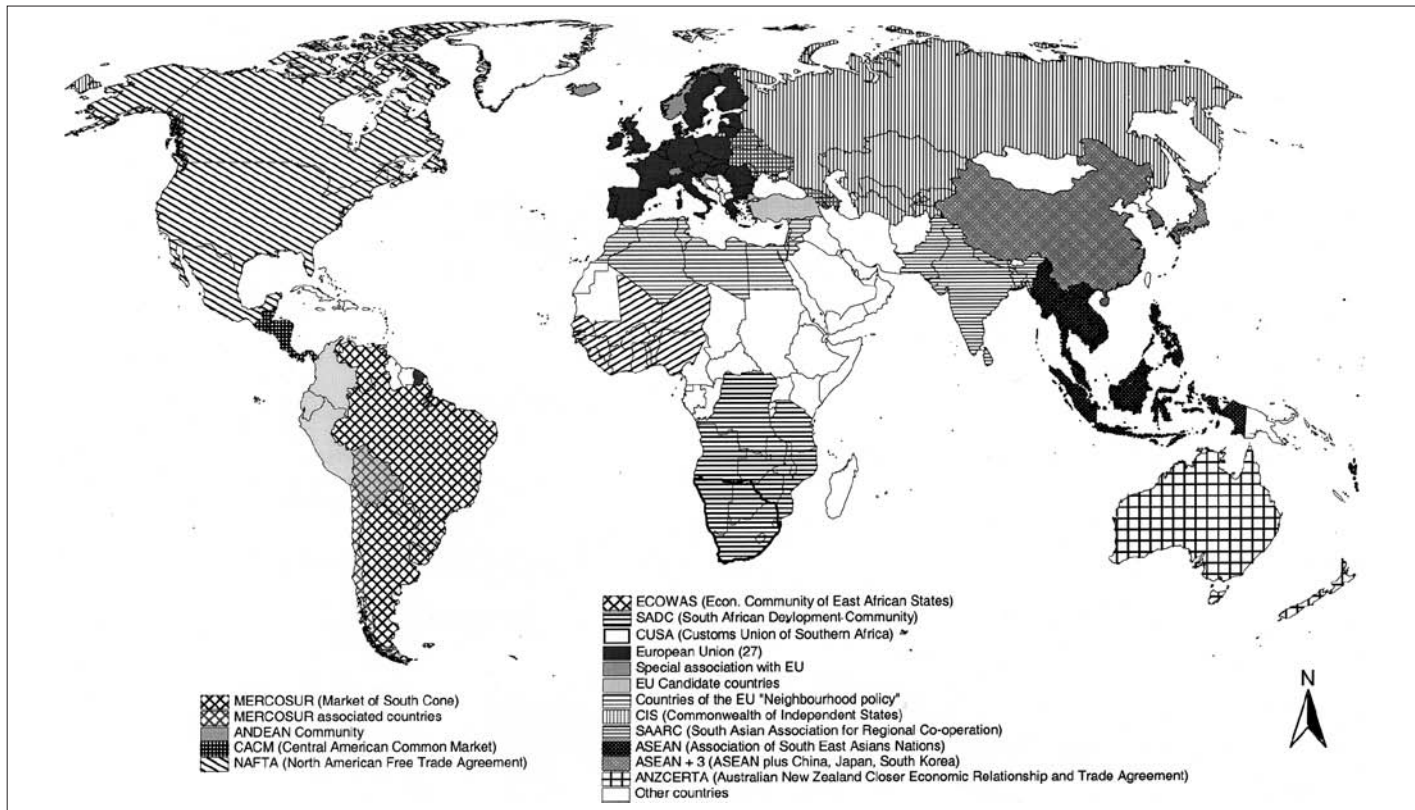 MERCOSUR (Market of South Cone)
MERCOSUR associated countries
ANDEAN Community
CACM (Central American Common Market)
NAFTA (North American Free Trade Agreement)
ECOWAS (Econ. Community of East African States)
SADC (South African Devlopment-Community)
CUSA (Customs Union of Southern Africa)
European Union (27)
Special association with EU
EU Candidate countries
Countries of the EU "Neighbourhood policy"
CIS (Commonwealth of Independent States)
SAARC (South Asian Association for Regional Co-operation)
ASEAN (Association of South East Asians Nations)
ASEAN + 3 (ASEAN plus China, Japan, South Korea)
ANZCERTA (Australian New Zealand Closer Economic Relationship and Trade Agreement)
Other countries
N